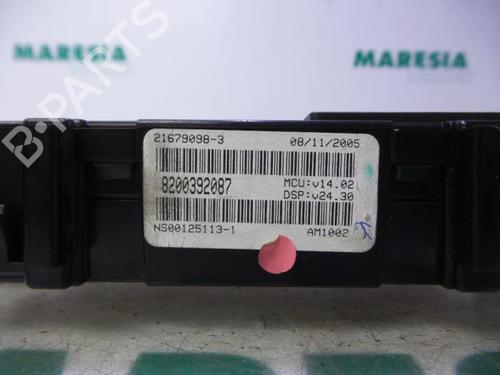 MARESIA
MARESIA
21679098-3 08/11/2005
8200392087 MCU:v14.02
DSP:v24.30
NS00125113-1 AM1002
B-PARTS